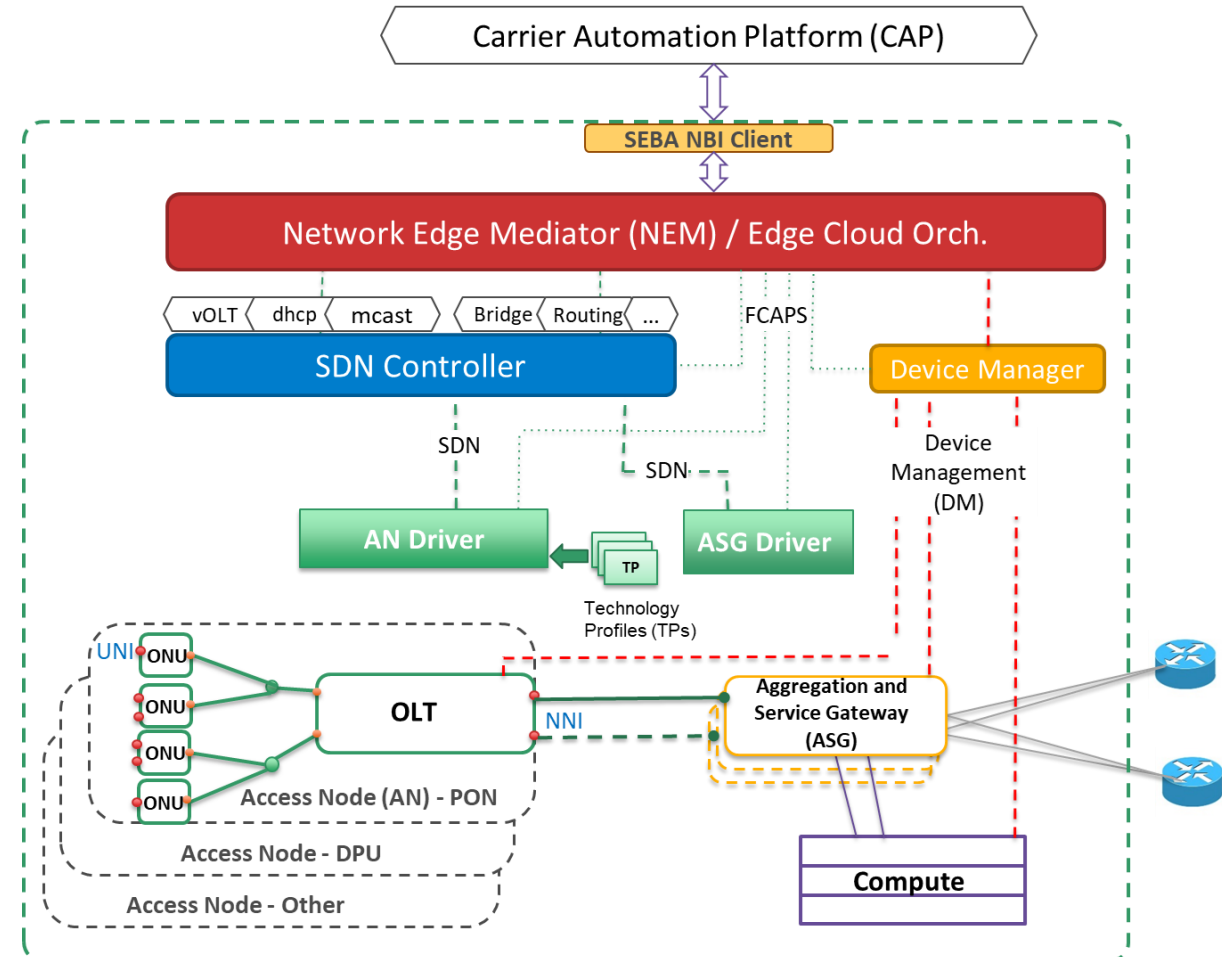 Carrier Automation Platform (CAP)
SEBA NBI Client
Network Edge Mediator (NEM) / Edge Cloud Orch.
vOLT
dhcp
mcast
Bridge
Routing
...
FCAPS
SDN Controller
Device Manager
SDN
SDN
Device
Management
(DM)
AN Driver
TP
ASG Driver
Technology
Profiles (TPs)
UNI
ONU
ONU
ONU
ONU
OLT
NNI
Aggregation and
Service Gateway
(ASG)
Access Node (AN) - PON
Access Node - DPU
Access Node - Other
Compute